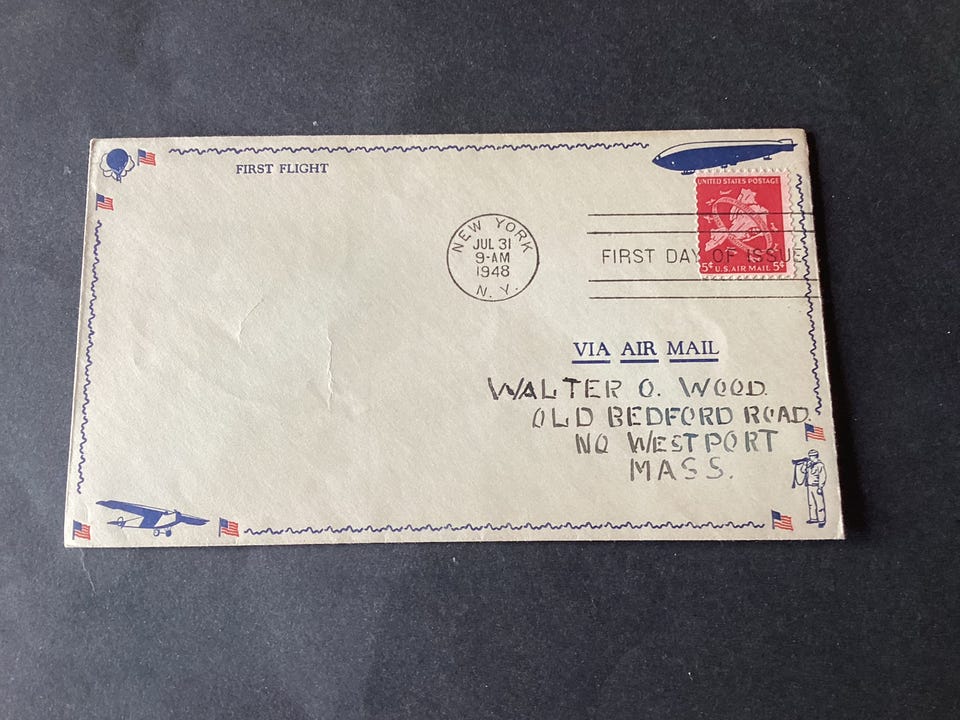 FIRST FLIGHT
UNITED STATES POSTAGE
NEW YORK
JUL 31
9-AM
1948
N. Y.
FIRST DAY OF ISSUE
5¢ U.S. AIR MAIL 5¢
VIA AIR MAIL
WALTER O. WOOD.
OLD BEDFORD ROAD.
NO WESTPORT
MASS.